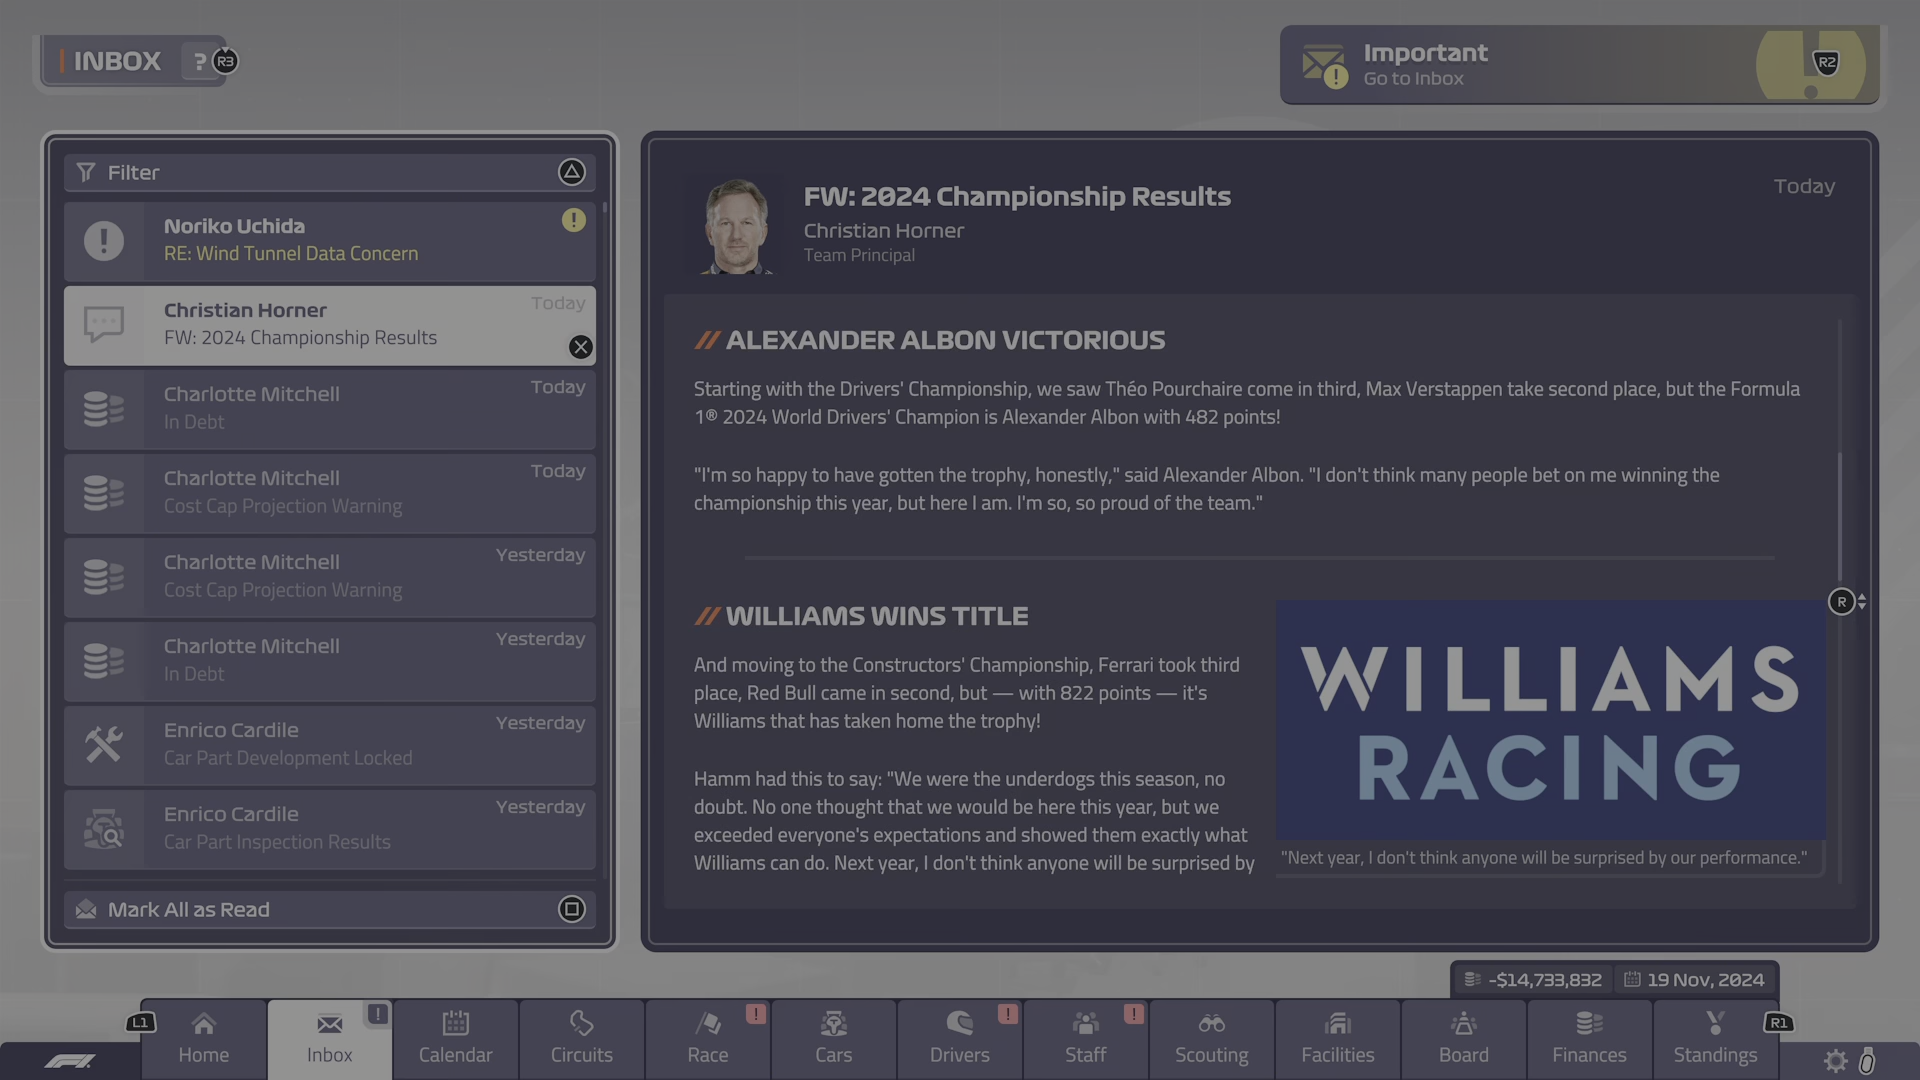 INBOX
?
R3
Important
Go to Inbox
R2
Filter
Noriko Uchida
RE: Wind Tunnel Data Concern
Christian Horner
Today
FW: 2024 Championship Results
Charlotte Mitchell
Today
In Debt
Charlotte Mitchell
Today
Cost Cap Projection Warning
Charlotte Mitchell
Yesterday
Cost Cap Projection Warning
Charlotte Mitchell
Yesterday
In Debt
Enrico Cardile
Yesterday
Car Part Development Locked
Enrico Cardile
Yesterday
Car Part Inspection Results
Mark All as Read
FW: 2024 Championship Results
Today
Christian Horner
Team Principal
// ALEXANDER ALBON VICTORIOUS
Starting with the Drivers' Championship, we saw Théo Pourchaire come in third, Max Verstappen take second place, but the Formula
1® 2024 World Drivers' Champion is Alexander Albon with 482 points!
"I'm so happy to have gotten the trophy, honestly," said Alexander Albon. "I don't think many people bet on me winning the
championship this year, but here I am. I'm so, so proud of the team."
// WILLIAMS WINS TITLE
And moving to the Constructors' Championship, Ferrari took third
place, Red Bull came in second, but — with 822 points — it's
Williams that has taken home the trophy!
Hamm had this to say: "We were the underdogs this season, no
doubt. No one thought that we would be here this year, but we
exceeded everyone's expectations and showed them exactly what
Williams can do. Next year, I don't think anyone will be surprised by
WILLIAMS
RACING
"Next year, I don't think anyone will be surprised by our performance."
R
-$14,733,832
19 Nov, 2024
L1
Home
Inbox
Calendar
Circuits
Race
Cars
Drivers
Staff
Scouting
Facilities
Board
Finances
Standings
R1